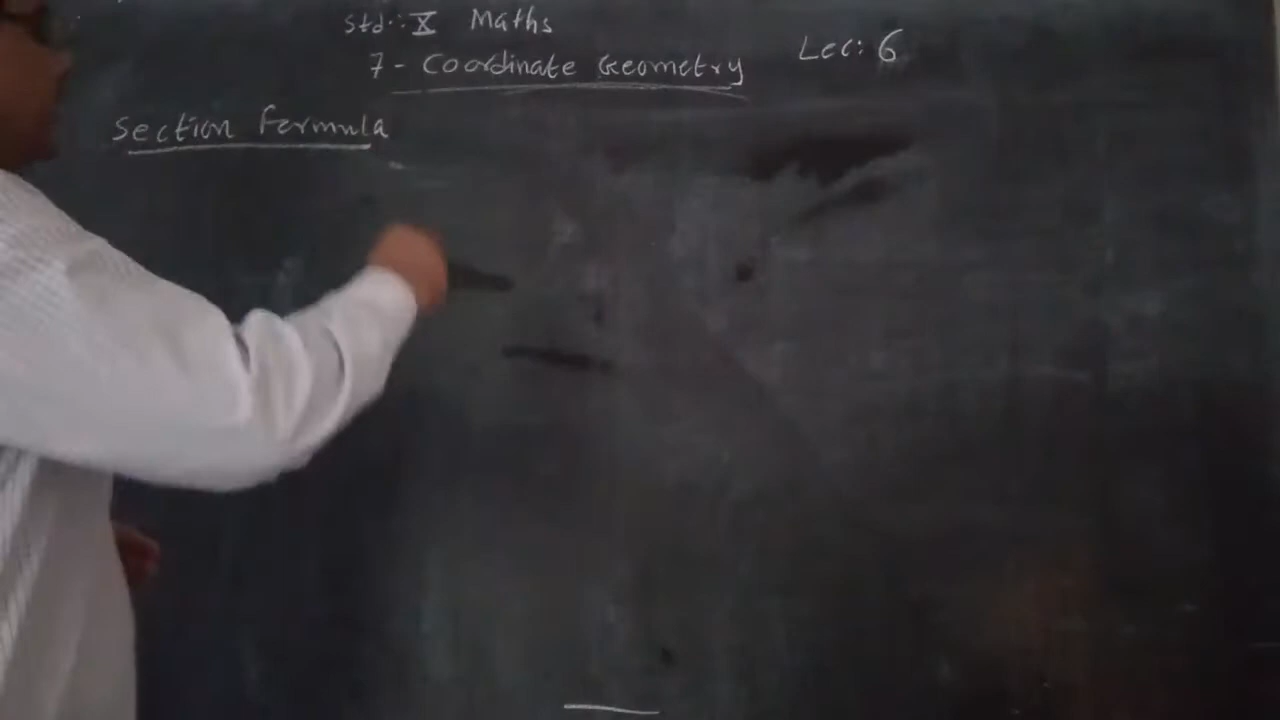 Std: X Maths
7 - Coordinate Geometry
Lec: 6
Section Formula